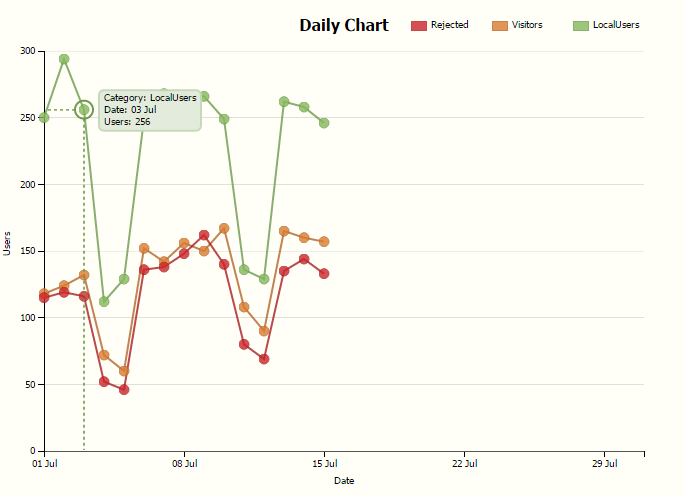 Daily Chart
Rejected
Visitors
LocalUsers
300
250
200
150
100
50
0
Users
Category: LocalUsers
Date: 03 Jul
Users: 256
01 Jul
08 Jul
15 Jul
22 Jul
29 Jul
Date